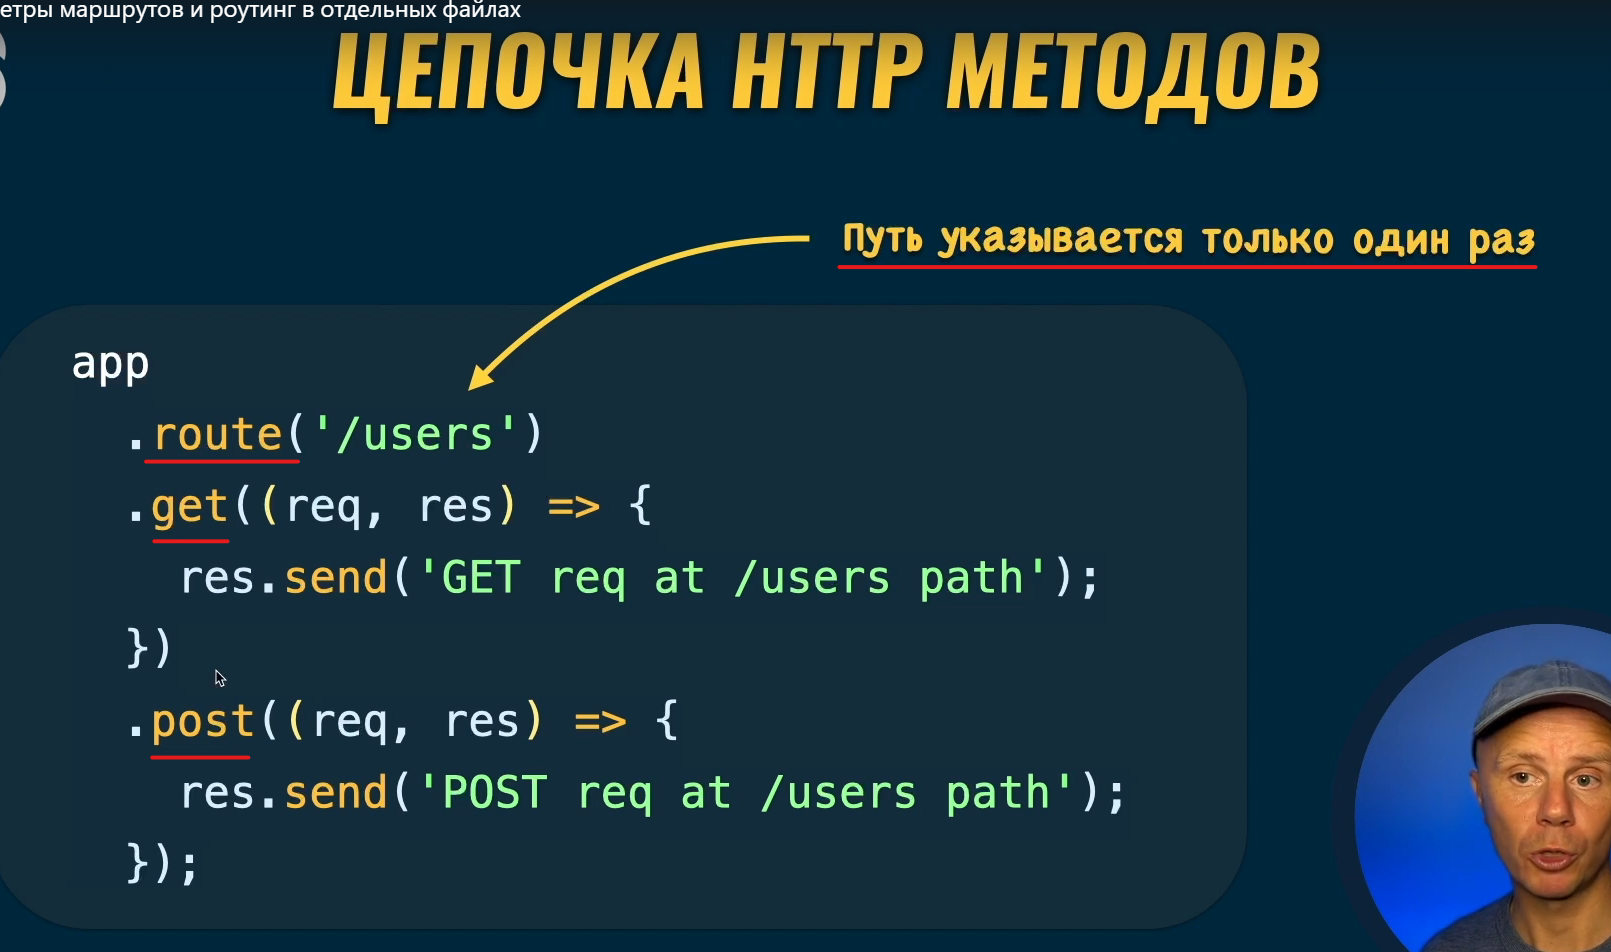 етры маршрутов и роутинг в отдельных файлах
ЦЕПОЧКА HTTP МЕТОДОВ
Путь указывается только один раз
app
.route('/users')
.get((req, res) => {
res.send('GET req at /users path');
})
.post((req, res) => {
res.send('POST req at /users path');
});